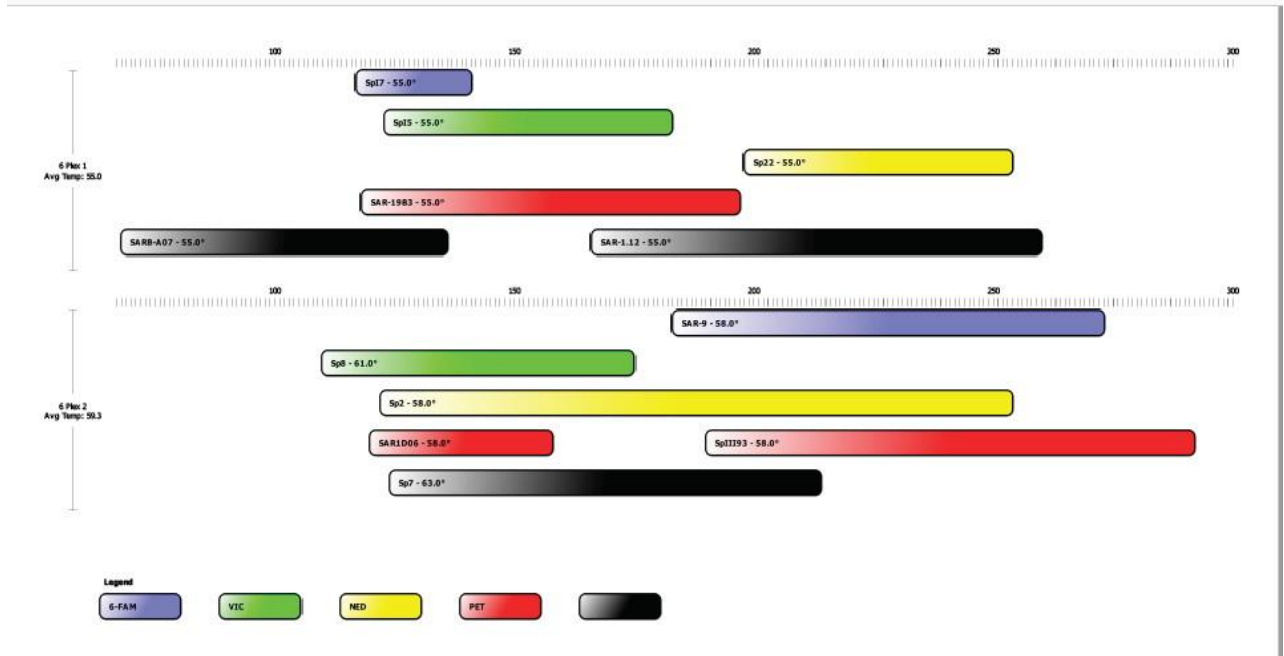 100 150 200 250 300
SpI7 - 55.0°
SpI5 - 55.0°
Sp22 - 55.0°
6 Plex 1
Avg Temp: 55.0
SAR-19B3 - 55.0°
SARB-A07 - 55.0° SAR-1.12 - 55.0°
100 150 200 250 300
SAR-9 - 58.0°
Sp8 - 61.0°
Sp2 - 58.0°
6 Plex 2
Avg Temp: 59.3
SAR1D06 - 58.0° SpIII93 - 58.0°
Sp7 - 63.0°
Legend
6-FAM VIC NED PET